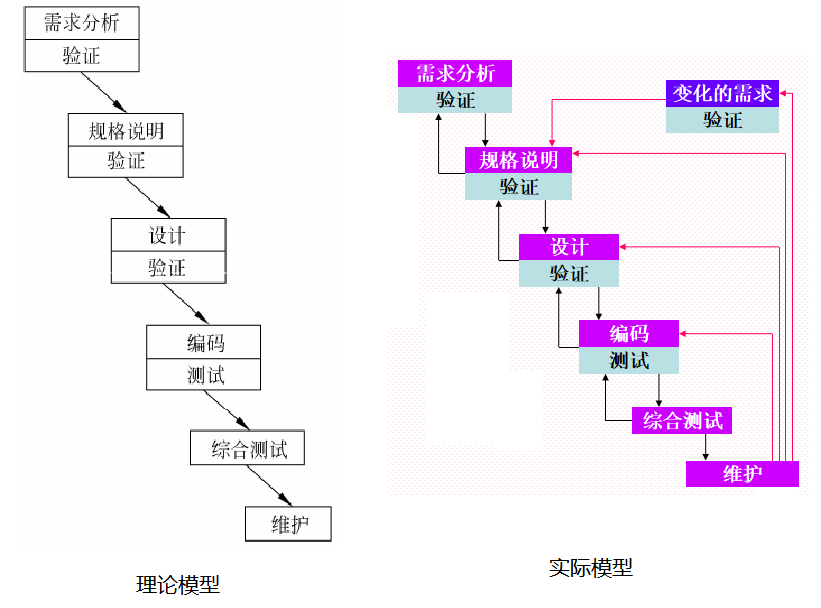 需求分析
验证
规格说明
验证
设计
验证
编码
测试
综合测试
维护
理论模型
需求分析
验证
变化的需求
验证
规格说明
验证
设计
验证
编码
测试
综合测试
维护
实际模型